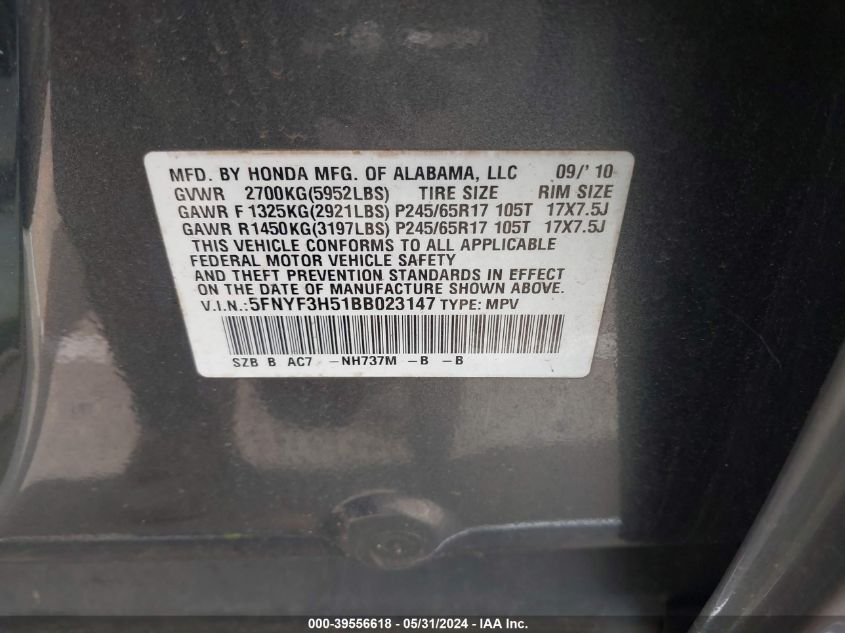 MFD. BY HONDA MFG. OF ALABAMA, LLC 09/' 10
GVWR 2700KG(5952LBS) TIRE SIZE RIM SIZE
GAWR F 1325KG(2921LBS) P245/65R17 105T 17X7.5J
GAWR R1450KG(3197LBS) P245/65R17 105T 17X7.5J
THIS VEHICLE CONFORMS TO ALL APPLICABLE
FEDERAL MOTOR VEHICLE SAFETY
AND THEFT PREVENTION STANDARDS IN EFFECT
ON THE DATE OF MANUFACTURE SHOWN ABOVE.
V.I.N.:5FNYF3H51BB023147 TYPE: MPV
SZB B AC7 -NH737M -B -B
000-39556618 - 05/31/2024 - IAA Inc.